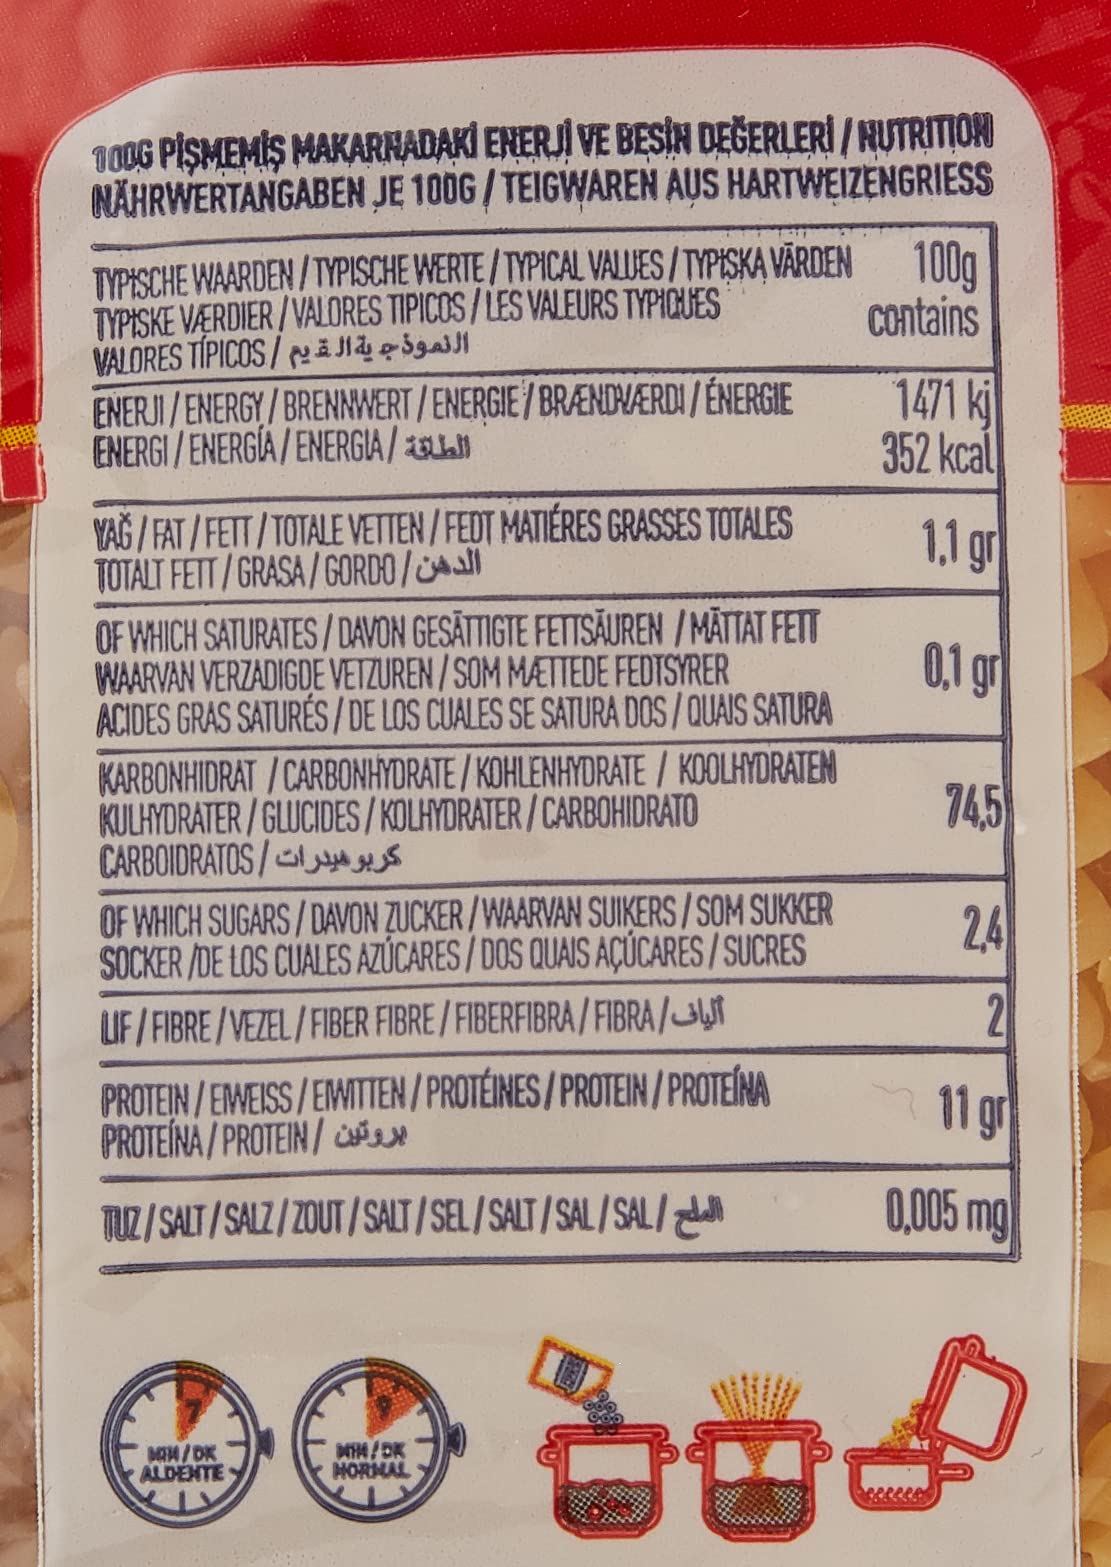 100G PİŞMEMİŞ MAKARNADAKİ ENERJİ VE BESİN DEĞERLERİ / NUTRITION
NÄHRWERTANGABEN JE 100G / TEIGWAREN AUS HARTWEIZENGRIESS
TYPISCHE WAARDEN / TYPISCHE WERTE / TYPICAL VALUES / TYPISKA VÄRDEN 100g
TYPISKE VÆRDIER / VALORES TIPICOS / LES VALEURS TYPIQUES contains
VALORES TÍPICOS / النموذجية القيم
ENERJI / ENERGY / BRENNWERT / ENERGIE / BRÆNDVÆRDI / ÉNERGIE 1471 kj
ENERGI / ENERGÍA / ENERGIA / الطاقة 352 kcal
YAĞ / FAT / FETT / TOTALE VETTEN / FEDT MATIÉRES GRASSES TOTALES 1,1 gr
TOTALT FETT / GRASA / GORDO / الدهن
OF WHICH SATURATES / DAVON GESÄTTIGTE FETTSÄUREN / MÄTTAT FETT
WAARVAN VERZADIGDE VETZUREN / SOM MÆTTEDE FEDTSYRER 0,1 gr
ACIDES GRAS SATURÉS / DE LOS CUALES SE SATURA DOS / QUAIS SATURA
KARBONHIDRAT / CARBONHYDRATE / KOHLENHYDRATE / KOOLHYDRATEN
KULHYDRATER / GLUCIDES / KOLHYDRATER / CARBOHIDRATO 74,5
CARBOIDRATOS / كربوهيدرات
OF WHICH SUGARS / DAVON ZUCKER / WAARVAN SUIKERS / SOM SUKKER 2,4
SOCKER /DE LOS CUALES AZÚCARES / DOS QUAIS AÇÚCARES / SUCRES
LIF / FIBRE / VEZEL / FIBER FIBRE / FIBERFIBRA / FIBRA / ألياف 2
PROTEIN / EIWEISS / EIWITTEN / PROTÉINES / PROTEIN / PROTEÍNA 11 gr
PROTEÍNA / PROTEIN / بروتين
TUZ / SALT / SALZ / ZOUT / SALT / SEL / SALT / SAL / SAL / الملح 0,005 mg
7
MIN / DK
ALDENTE
9
MIN / DK
NORMAL